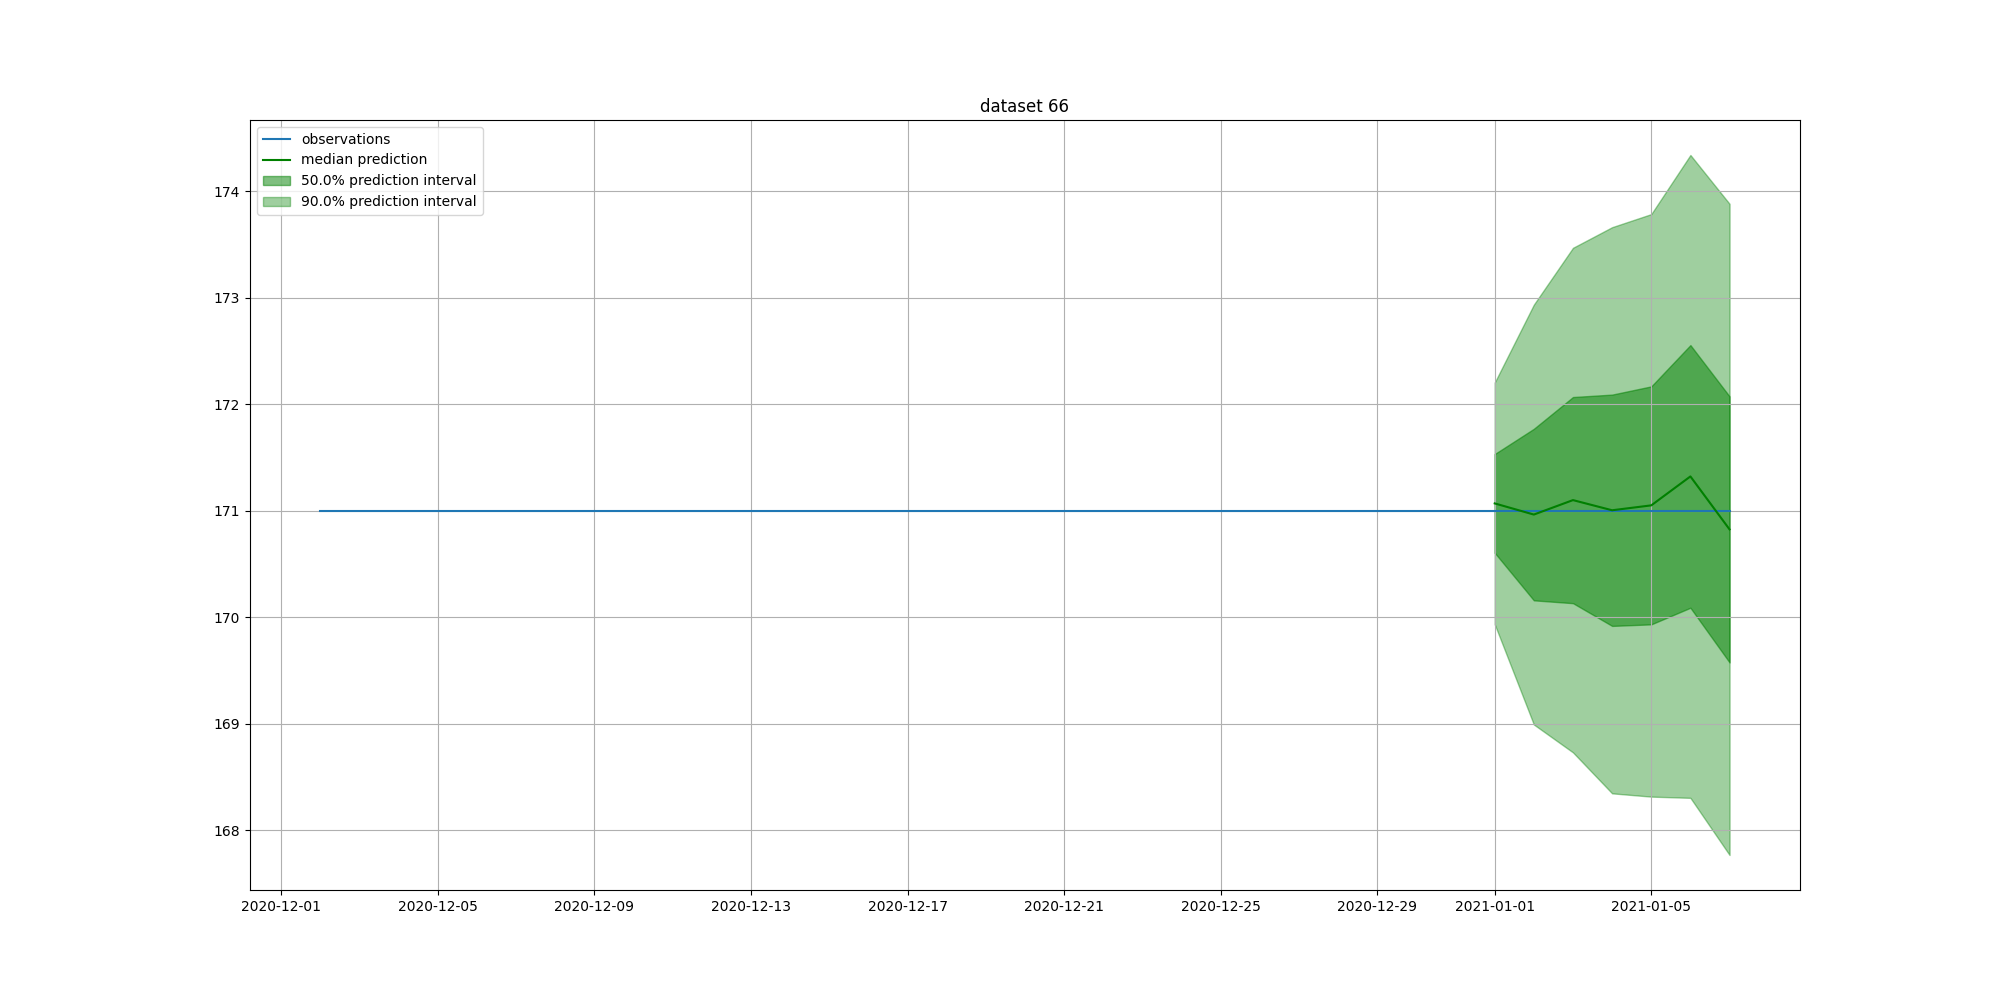 dataset 66
observations
median prediction
50.0% prediction interval
90.0% prediction interval
174
173
172
171
170
169
168
2020-12-01 2020-12-05 2020-12-09 2020-12-13 2020-12-17 2020-12-21 2020-12-25 2020-12-29 2021-01-01 2021-01-05